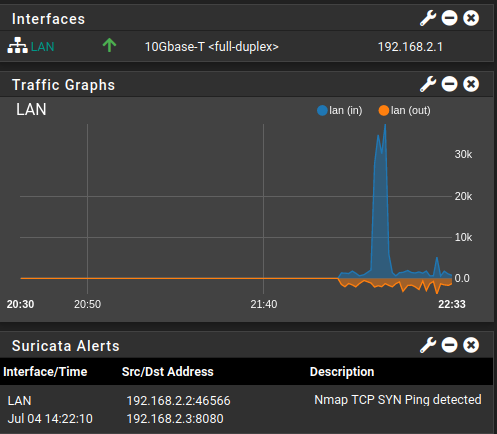 Interfaces
LAN 10Gbase-T <full-duplex> 192.168.2.1
Traffic Graphs
LAN
lan (in) lan (out)
30k
20k
10k
0.0
20:30 20:50 21:40 22:33
Suricata Alerts
Interface/Time Src/Dst Address Description
LAN 192.168.2.2:46566 Nmap TCP SYN Ping detected
Jul 04 14:22:10 192.168.2.3:8080